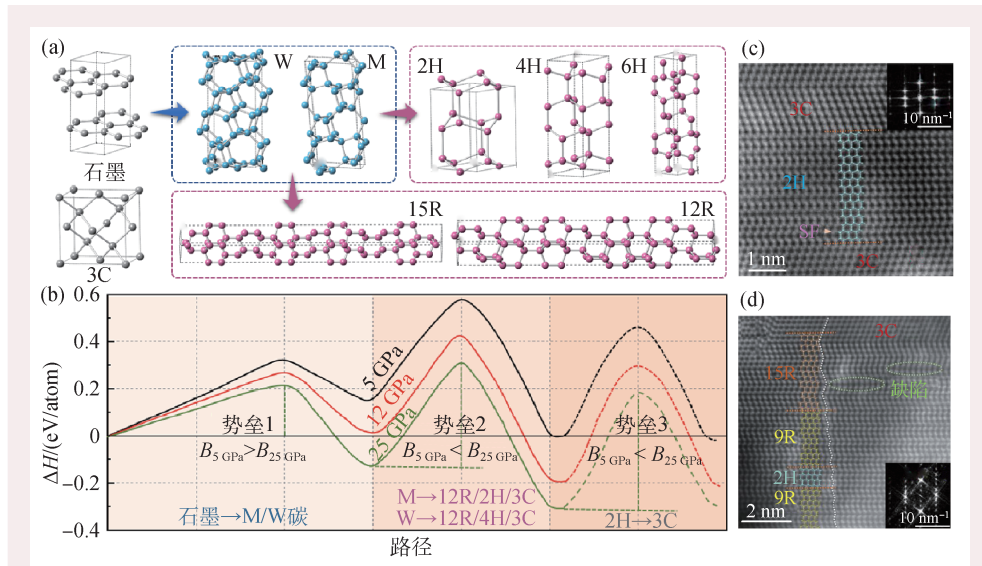 (a)
W
M
2H
4H
6H
石墨
3C
15R
12R
(b)
ΔH/(eV/atom)
0.6
0.4
0.2
0
−0.2
−0.4
5 GPa
12 GPa
25 GPa
势垒1
B5 GPa>B25 GPa
势垒2
B5 GPa < B25 GPa
势垒3
B5 GPa < B25 GPa
石墨→M/W碳
M→12R/2H/3C
W→12R/4H/3C
2H→3C
路径
(c)
3C
10 nm⁻¹
2H
SF
3C
1 nm
(d)
3C
15R
缺陷
9R
2H
9R
2 nm
10 nm⁻¹